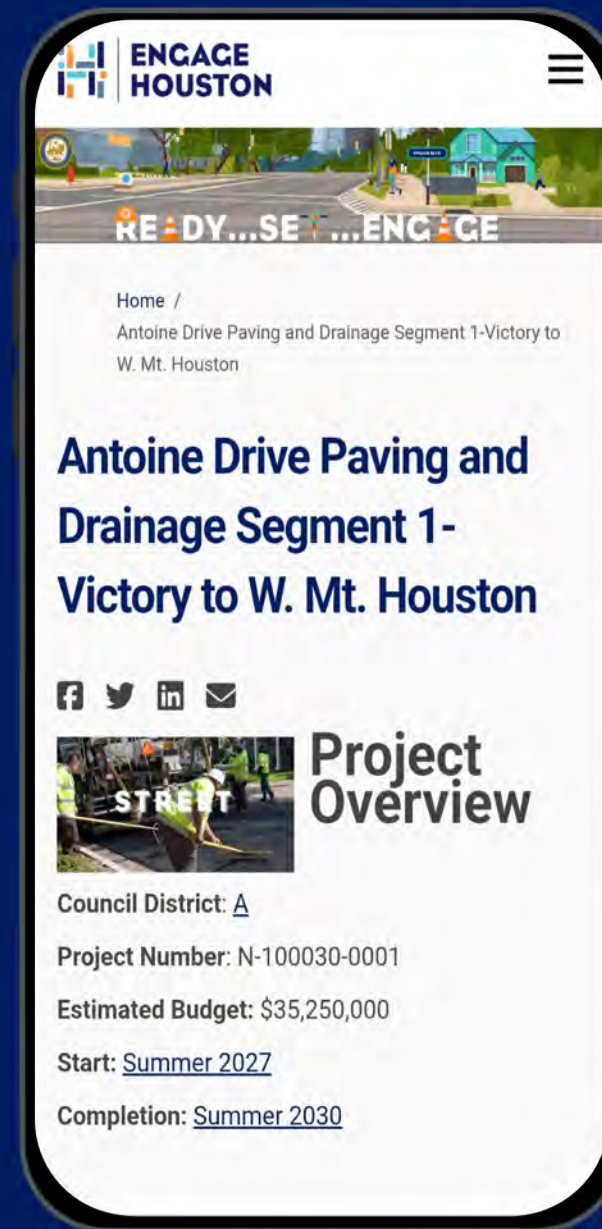 ENGAGE
HOUSTON
READY...SET...ENGAGE
Home /
Antoine Drive Paving and Drainage Segment 1-Victory to
W. Mt. Houston
Antoine Drive Paving and
Drainage Segment 1-
Victory to W. Mt. Houston
STREET
Project
Overview
Council District: A
Project Number: N-100030-0001
Estimated Budget: $35,250,000
Start: Summer 2027
Completion: Summer 2030